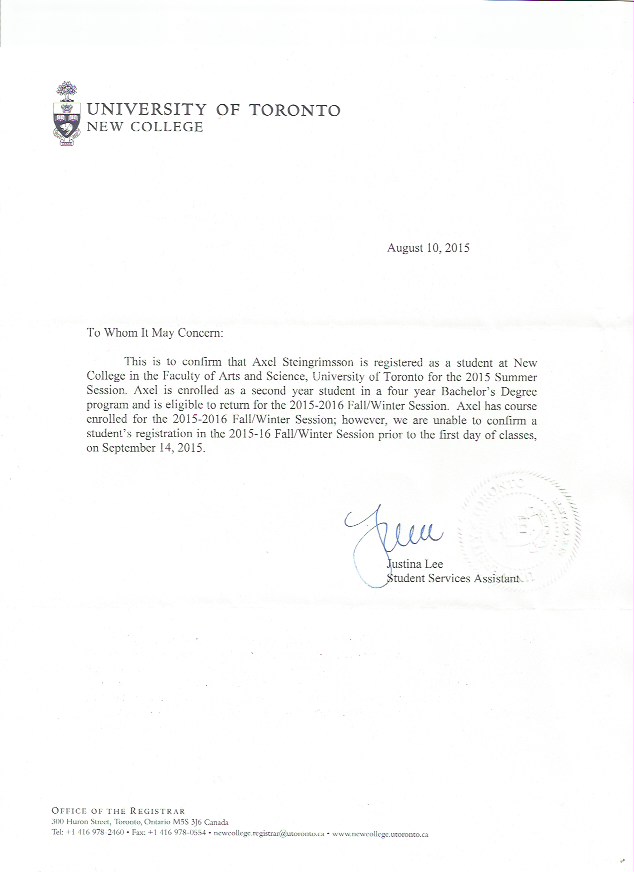 UNIVERSITY OF TORONTO
NEW COLLEGE
August 10, 2015
To Whom It May Concern:
This is to confirm that Axel Steingrimsson is registered as a student at New
College in the Faculty of Arts and Science, University of Toronto for the 2015 Summer
Session. Axel is enrolled as a second year student in a four year Bachelor's Degree
program and is eligible to return for the 2015-2016 Fall/Winter Session. Axel has course
enrolled for the 2015-2016 Fall/Winter Session; however, we are unable to confirm a
student's registration in the 2015-16 Fall/Winter Session prior to the first day of classes,
on September 14, 2015.
TORONTO
Justina Lee
Student Services Assistant
OFFICE OF THE REGISTRAR
300 Huron Street, Toronto, Ontario M5S 3J6 Canada
Tel: +1 416 978-2460 • Fax: +1 416 978-0554 • newcollege.registrar@utoronto.ca • www.newcollege.utoronto.ca